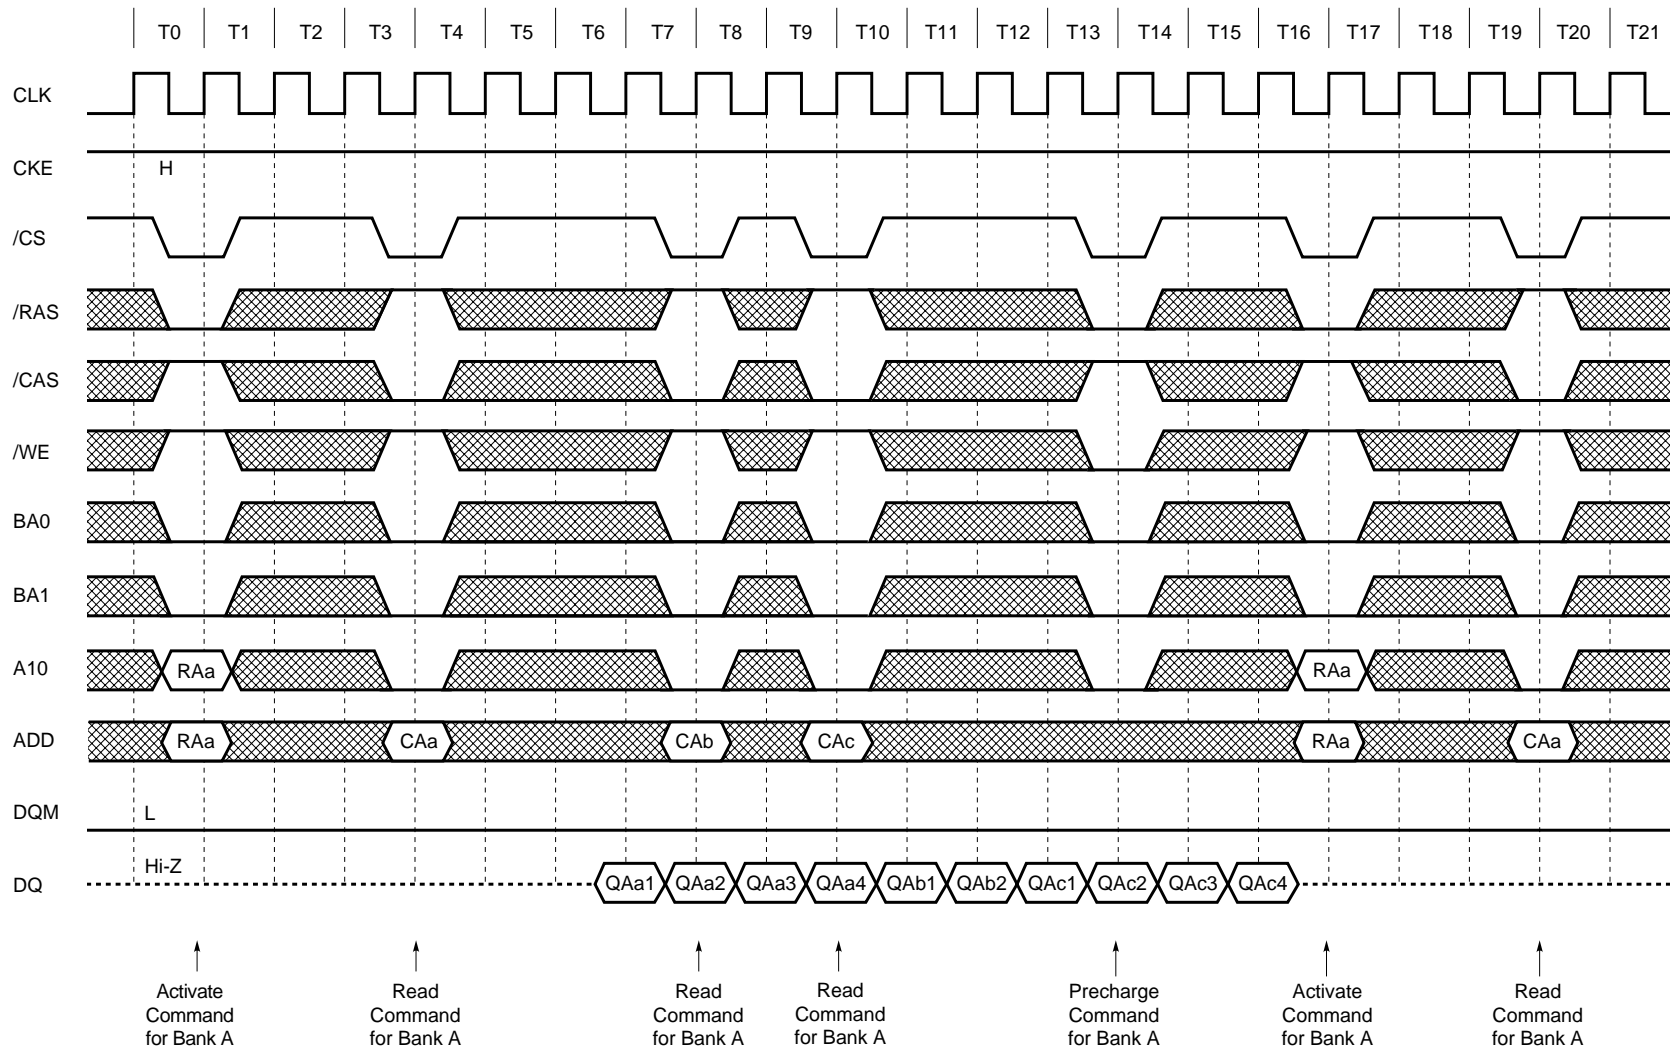 T0 T1 T2 T3 T4 T5 T6 T7 T8 T9 T10 T11 T12 T13 T14 T15 T16 T17 T18 T19 T20 T21
CLK
CKE H
/CS
/RAS
/CAS
/WE
BA0
BA1
A10 RAa RAa
ADD RAa CAa CAb CAc RAa CAa
DQM L
Hi-Z
DQ QAa1 QAa2 QAa3 QAa4 QAb1 QAb2 QAc1 QAc2 QAc3 QAc4
Activate
Command
for Bank A
Read
Command
for Bank A
Read
Command
for Bank A
Read
Command
for Bank A
Precharge
Command
for Bank A
Activate
Command
for Bank A
Read
Command
for Bank A